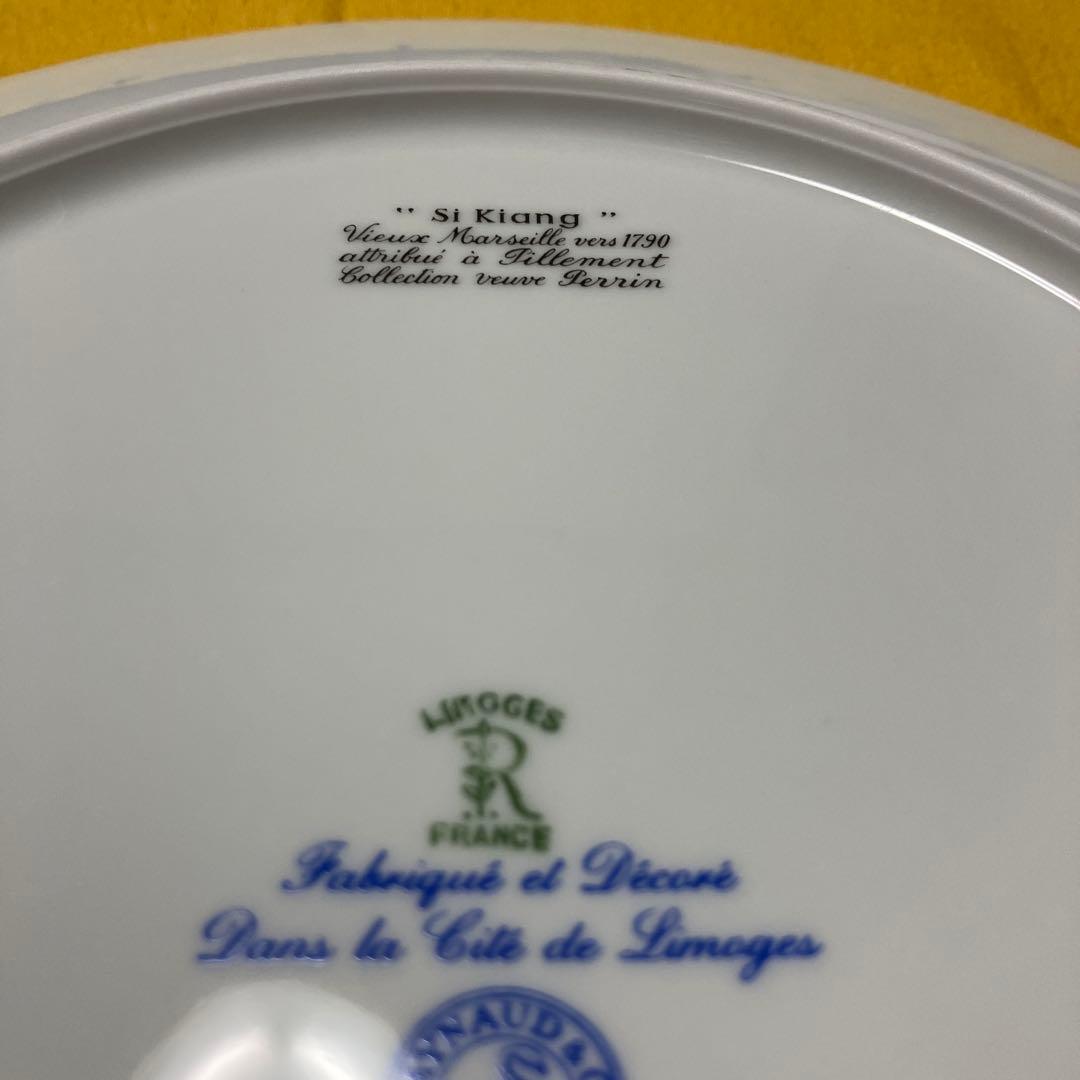 " Si Kiang "
Vieux Marseille vers 1790
attribué à Pillement
Collection veuve Perrin
LIMOGES
R
FRANCE
Fabriqué et Décoré
Dans la Cité de Limoges
YNAUD & C